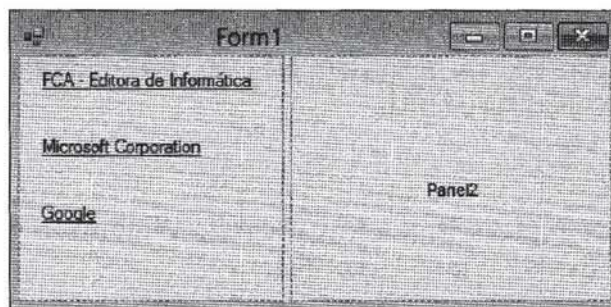 Form1
FCA - Editora de Informática
Microsoft Corporation
Panel2
Google